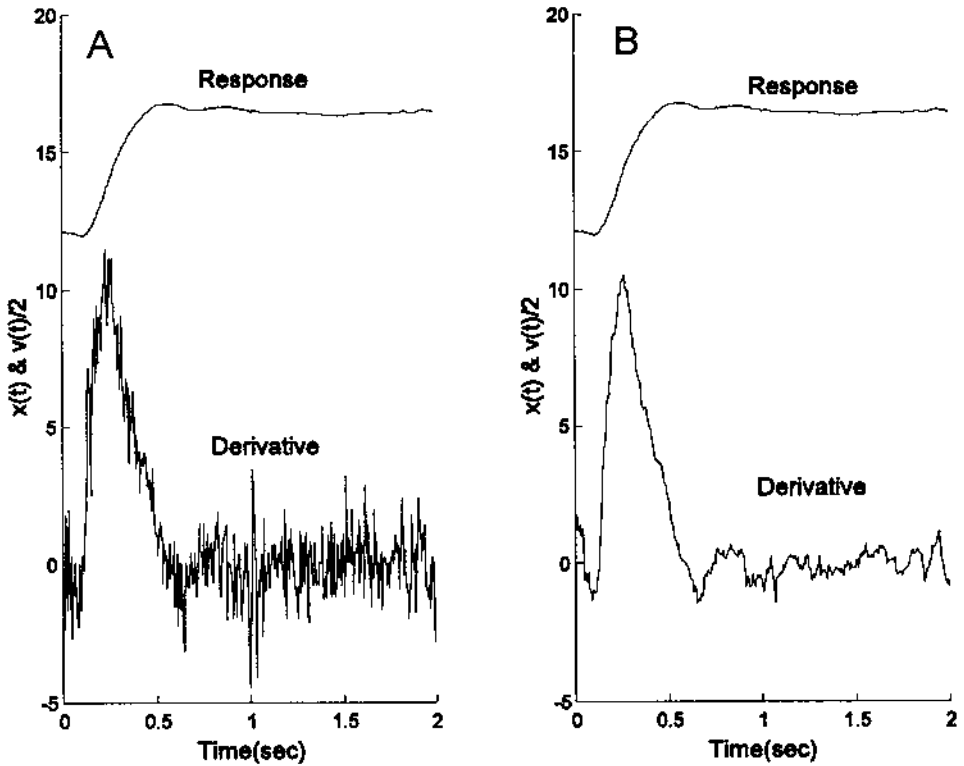 A
20
15
10
5
0
-5
x(t) & v(t)/2
Response
Derivative
0
0.5
1
1.5
2
Time(sec)
B
20
15
10
5
0
-5
x(t) & v(t)/2
Response
Derivative
0
0.5
1
1.5
2
Time(sec)